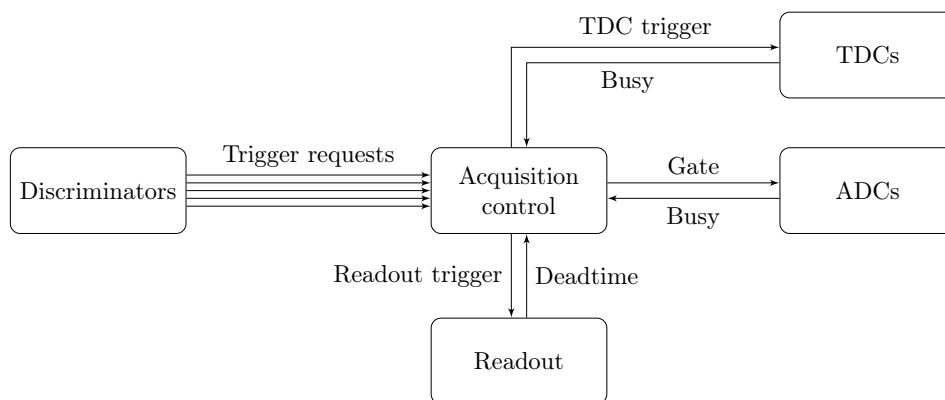 TDC trigger
TDCs
Busy
Trigger requests
Discriminators
Acquisition
control
Gate
ADCs
Busy
Readout trigger
Deadtime
Readout